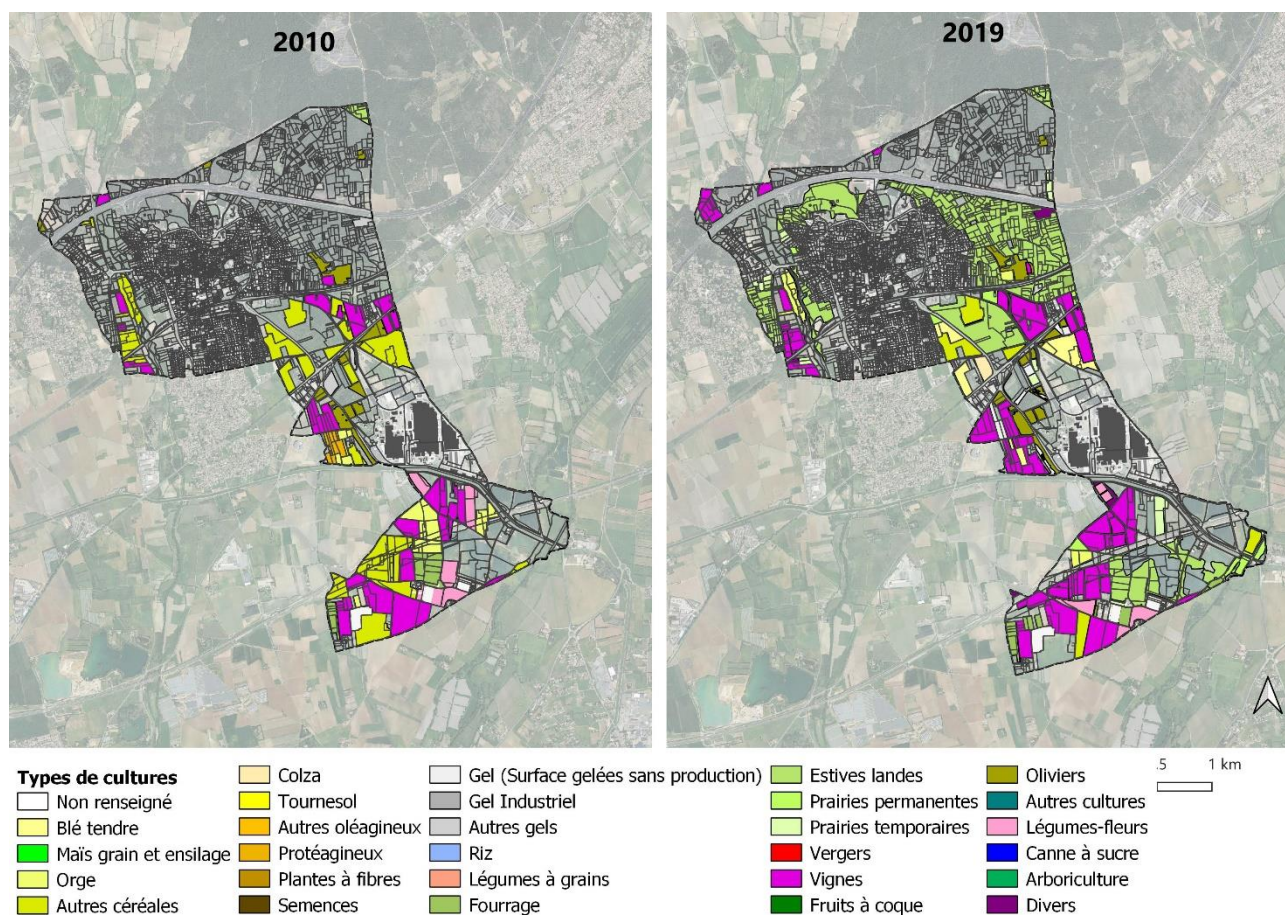 2010
2019
Types de cultures
Non renseigné
Blé tendre
Maïs grain et ensilage
Orge
Autres céréales
Colza
Tournesol
Autres oléagineux
Protéagineux
Plantes à fibres
Semences
Gel (Surface gelées sans production)
Gel Industriel
Autres gels
Riz
Légumes à grains
Fourrage
Estives landes
Prairies permanentes
Prairies temporaires
Vergers
Vignes
Fruits à coque
Oliviers
Autres cultures
Légumes-fleurs
Canne à sucre
Arboriculture
Divers
.5 1 km